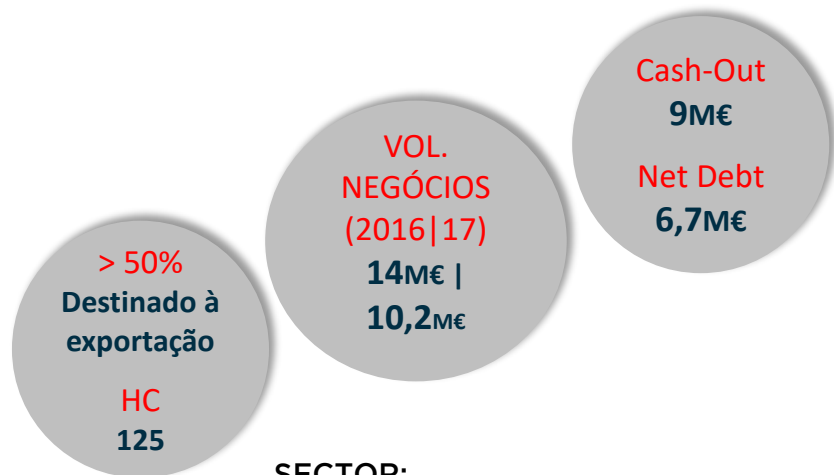 > 50%
Destinado à
exportação
HC
125
VOL.
NEGÓCIOS
(2016|17)
14M€ |
10,2M€
Cash-Out
9M€
Net Debt
6,7M€
SECTOR: